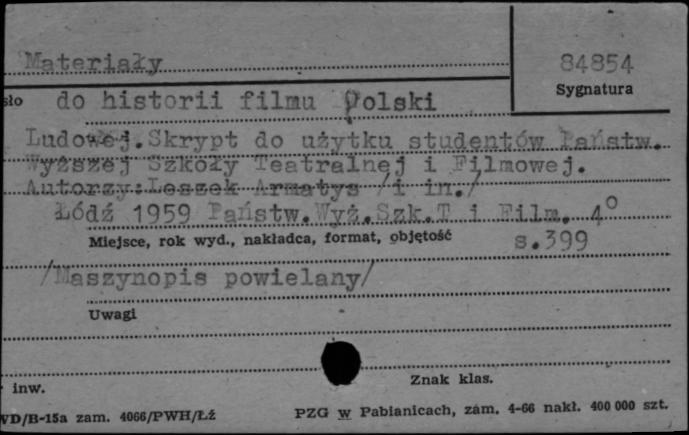 Materiały
84854
Sygnatura
sło do historii filmu Polski
Ludowej. Skrypt do użytku studentów Państw.
Wyższej Szkoły Teatralnej i Filmowej.
Autorzy: Leszek Armatys /i in./
Łódź 1959 Państw. Wyż. Szk. T. i Film. 4°
Miejsce, rok wyd., nakładca, format, objętość
s. 399
/Maszynopis powielany/
Uwagi
inw.
Znak klas.
WD/B-15a zam. 4066/PWH/Łź
PZG w Pabianicach, zam. 4-66 nakł. 400 000 szt.